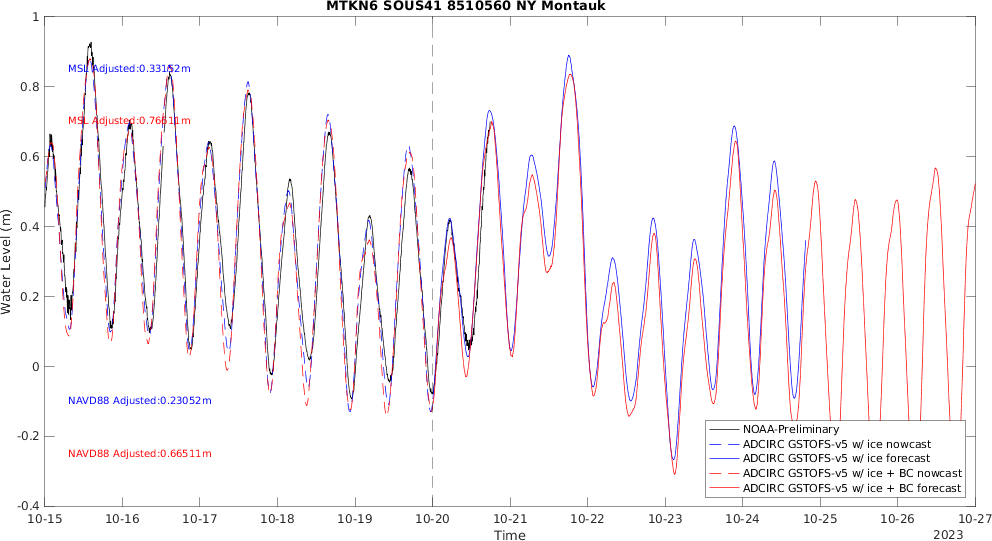 MTKN6 SOUS41 8510560 NY Montauk
Water Level (m)
1
0.8
0.6
0.4
0.2
0
-0.2
-0.4
MSL Adjusted:0.33152m
MSL Adjusted:0.76611m
NAVD88 Adjusted:0.23052m
NAVD88 Adjusted:0.66511m
NOAA-Preliminary
ADCIRC GSTOFS-v5 w/ ice nowcast
ADCIRC GSTOFS-v5 w/ ice forecast
ADCIRC GSTOFS-v5 w/ ice + BC nowcast
ADCIRC GSTOFS-v5 w/ ice + BC forecast
10-15 10-16 10-17 10-18 10-19 10-20 10-21 10-22 10-23 10-24 10-25 10-26 10-27
Time
2023